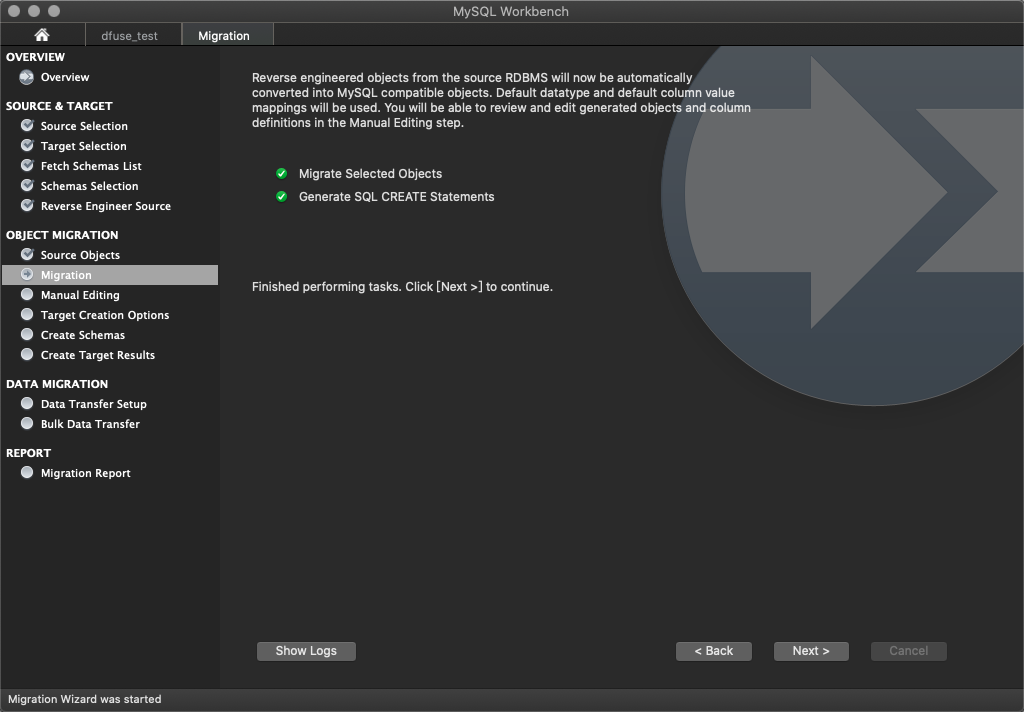 MySQL Workbench
dfuse_test
Migration
OVERVIEW
Overview
SOURCE & TARGET
Source Selection
Target Selection
Fetch Schemas List
Schemas Selection
Reverse Engineer Source
OBJECT MIGRATION
Source Objects
Migration
Manual Editing
Target Creation Options
Create Schemas
Create Target Results
DATA MIGRATION
Data Transfer Setup
Bulk Data Transfer
REPORT
Migration Report
Reverse engineered objects from the source RDBMS will now be automatically
converted into MySQL compatible objects. Default datatype and default column value
mappings will be used. You will be able to review and edit generated objects and column
definitions in the Manual Editing step.
Migrate Selected Objects
Generate SQL CREATE Statements
Finished performing tasks. Click [Next >] to continue.
Show Logs
< Back
Next >
Cancel
Migration Wizard was started